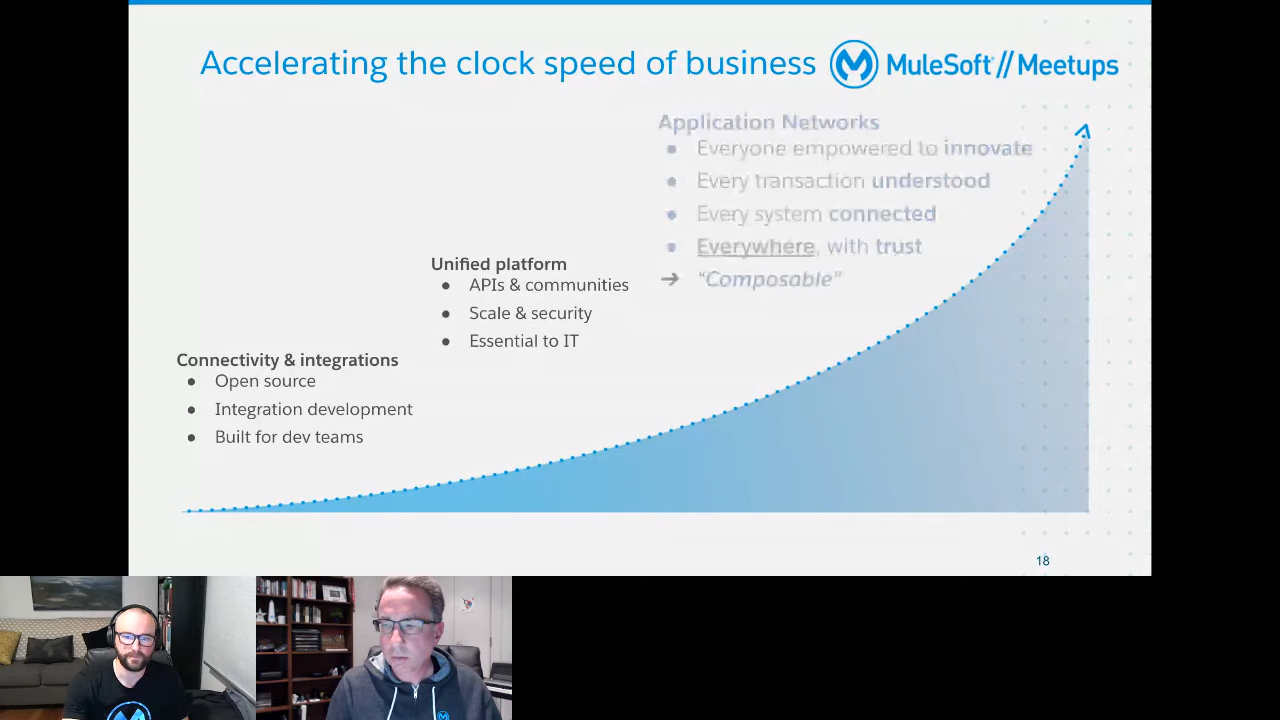 Accelerating the clock speed of business
MuleSoft // Meetups
Application Networks
● Everyone empowered to innovate
● Every transaction understood
● Every system connected
● Everywhere, with trust
➔ “Composable”
Unified platform
● APIs & communities
● Scale & security
● Essential to IT
Connectivity & integrations
● Open source
● Integration development
● Built for dev teams
18